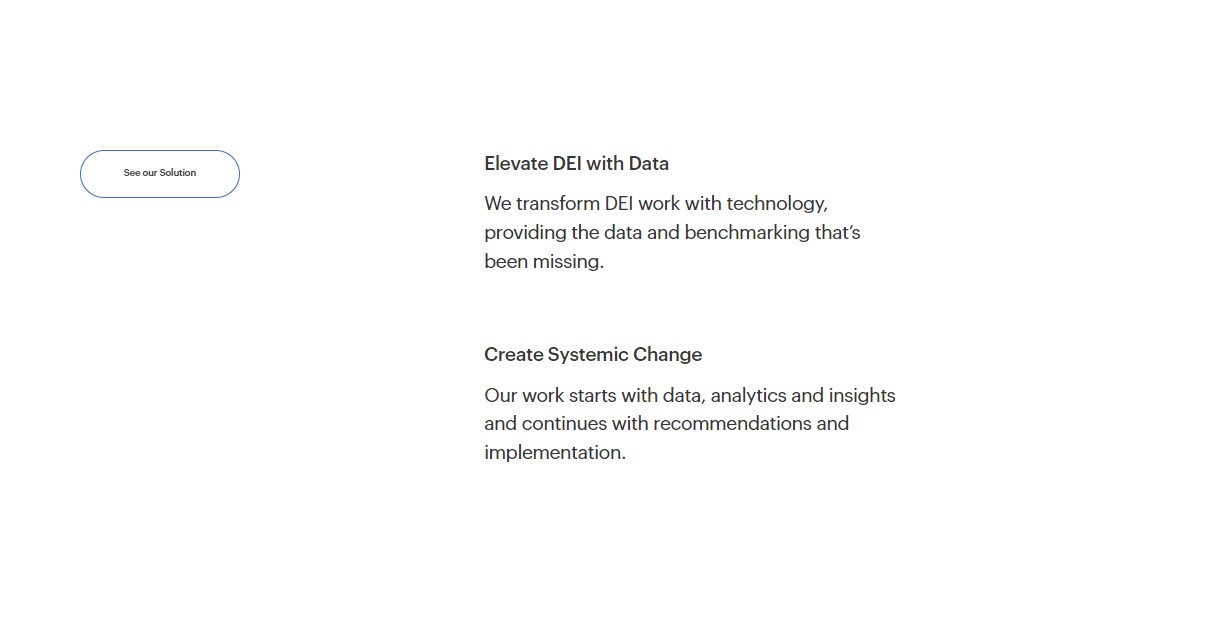 See our Solution
Elevate DEI with Data
We transform DEI work with technology,
providing the data and benchmarking that’s
been missing.
Create Systemic Change
Our work starts with data, analytics and insights
and continues with recommendations and
implementation.